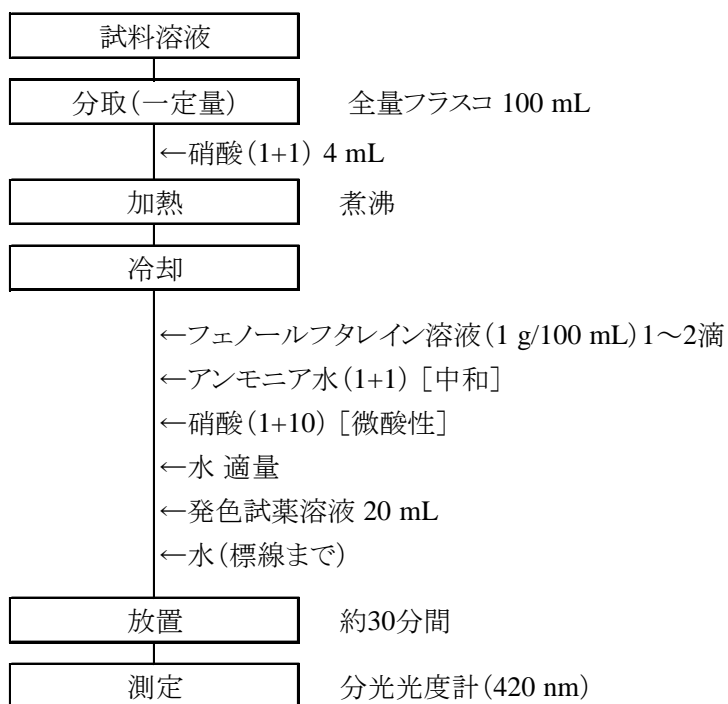 試料溶液
分取(一定量) 全量フラスコ 100 mL
←硝酸(1+1) 4 mL
加熱 煮沸
冷却
←フェノールフタレイン溶液(1 g/100 mL)1～2滴
←アンモニア水(1+1) [中和]
←硝酸(1+10) [微酸性]
←水 適量
←発色試薬溶液 20 mL
←水(標線まで)
放置 約30分間
測定 分光光度計(420 nm)